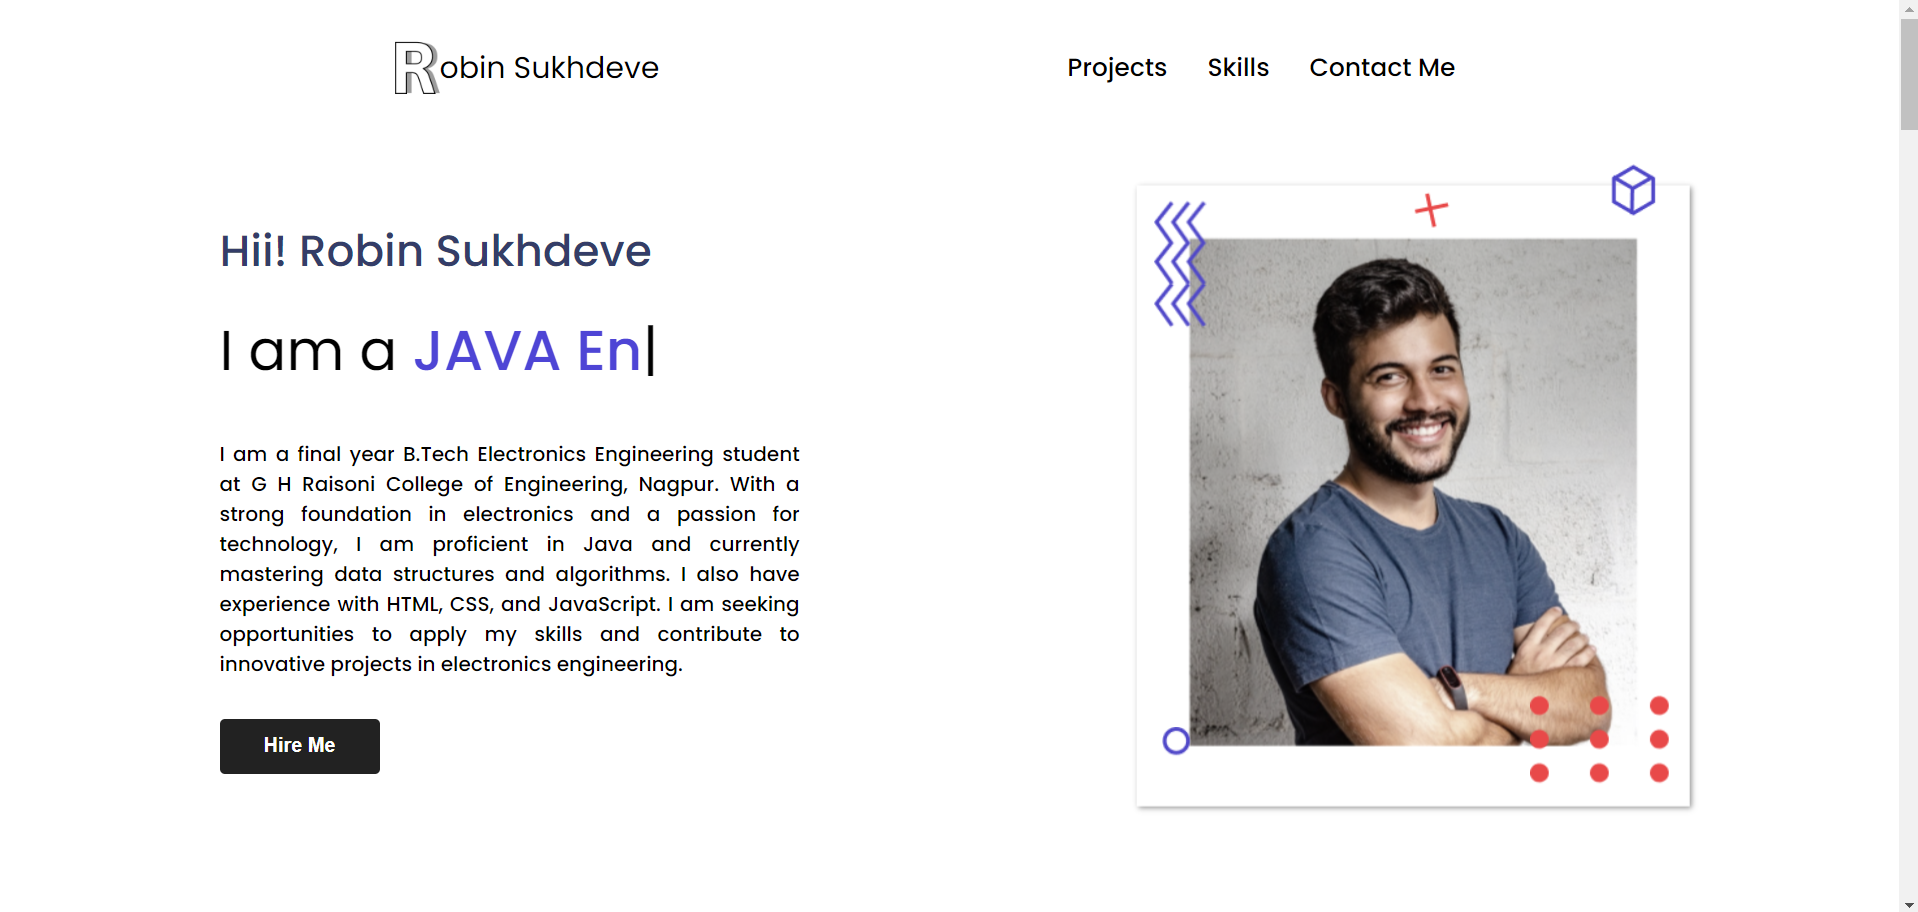 Robin Sukhdeve
Projects Skills Contact Me
Hii! Robin Sukhdeve
I am a JAVA En|
I am a final year B.Tech Electronics Engineering student
at G H Raisoni College of Engineering, Nagpur. With a
strong foundation in electronics and a passion for
technology, I am proficient in Java and currently
mastering data structures and algorithms. I also have
experience with HTML, CSS, and JavaScript. I am seeking
opportunities to apply my skills and contribute to
innovative projects in electronics engineering.
Hire Me